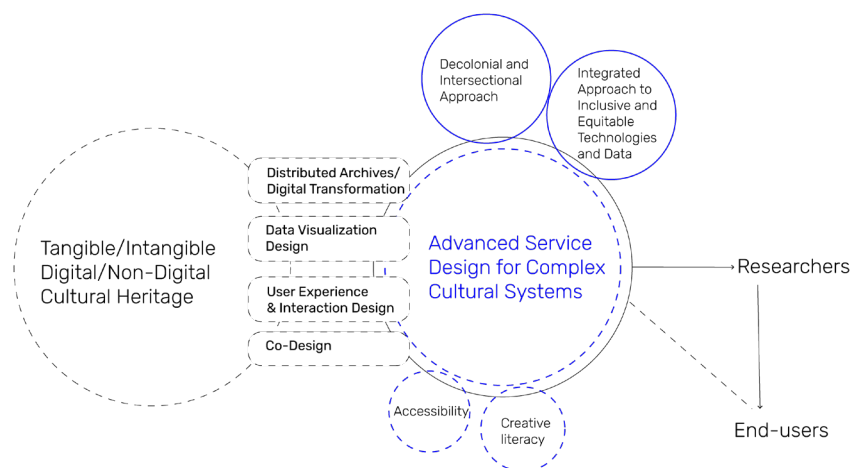 Decolonial and
Intersectional
Approach
Integrated
Approach to
Inclusive and
Equitable
Technologies
and Data
Distributed Archives/
Digital Transformation
Data Visualization
Design
User Experience
& Interaction Design
Co-Design
Tangible/Intangible
Digital/Non-Digital
Cultural Heritage
Advanced Service
Design for Complex
Cultural Systems
Researchers
End-users
Accessibility
Creative
literacy